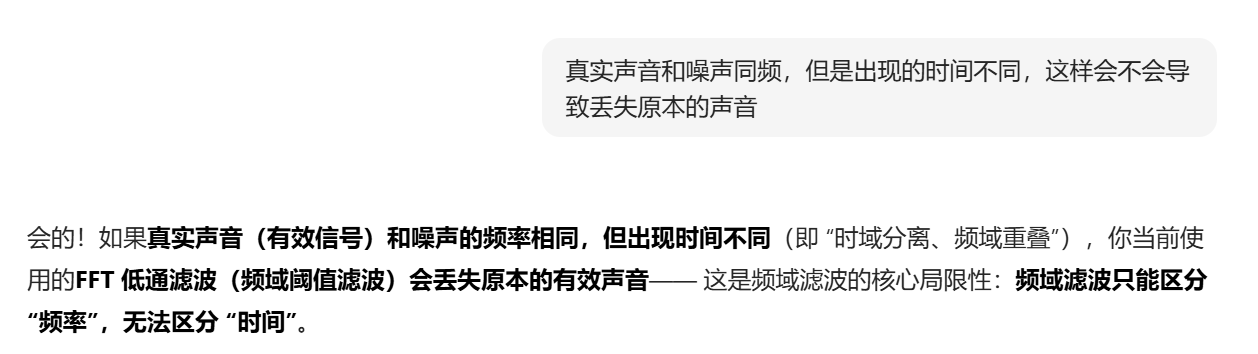 真实声音和噪声同频，但是出现的时间不同，这样会不会导
致丢失原本的声音
会的！如果真实声音（有效信号）和噪声的频率相同，但出现时间不同（即 “时域分离、频域重叠”），你当前使
用的FFT 低通滤波（频域阈值滤波）会丢失原本的有效声音—— 这是频域滤波的核心局限性：频域滤波只能区分
“频率”，无法区分 “时间”。